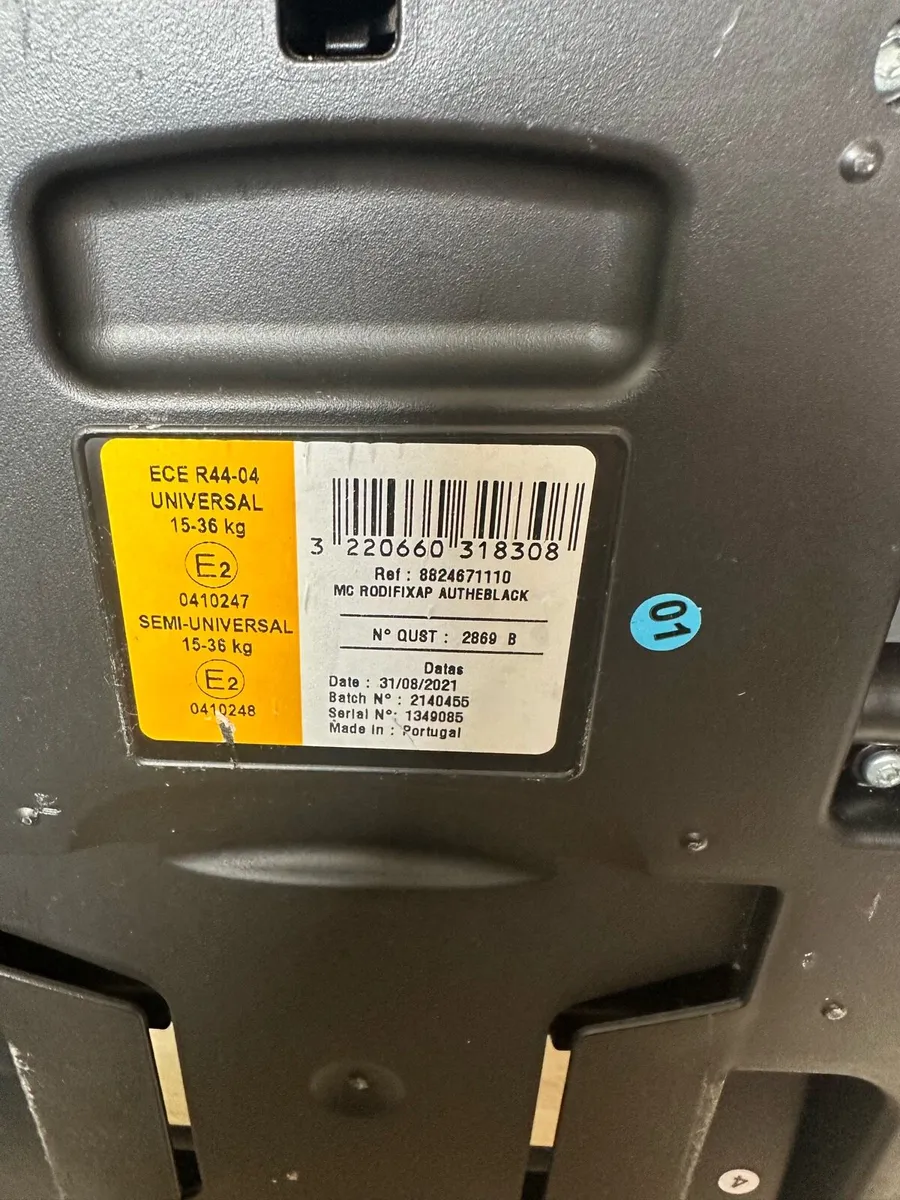 ECE R44-04
UNIVERSAL
15-36 kg
E2
0410247
SEMI-UNIVERSAL
15-36 kg
E2
0410248
3 220660 318308
Ref : 8824671110
MC RODIFIXAP AUTHEBLACK
N° QUST : 2869 B
Datas
Date : 31/08/2021
Batch N° : 2140455
Serial N°: 1349085
Made in : Portugal
01
4